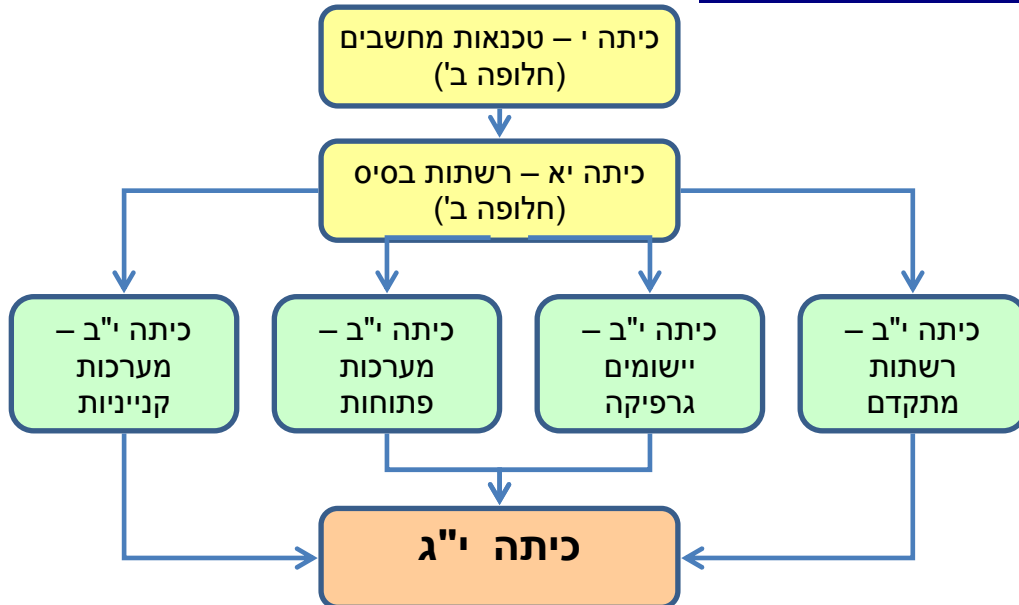 כיתה י – טכנאות מחשבים
(חלופה ב')
כיתה יא – רשתות בסיס
(חלופה ב')
כיתה י"ב –
רשתות
מתקדם
כיתה י"ב –
יישומים
גרפיקה
כיתה י"ב –
מערכות
פתוחות
כיתה י"ב –
מערכות
קנייניות
כיתה י"ג